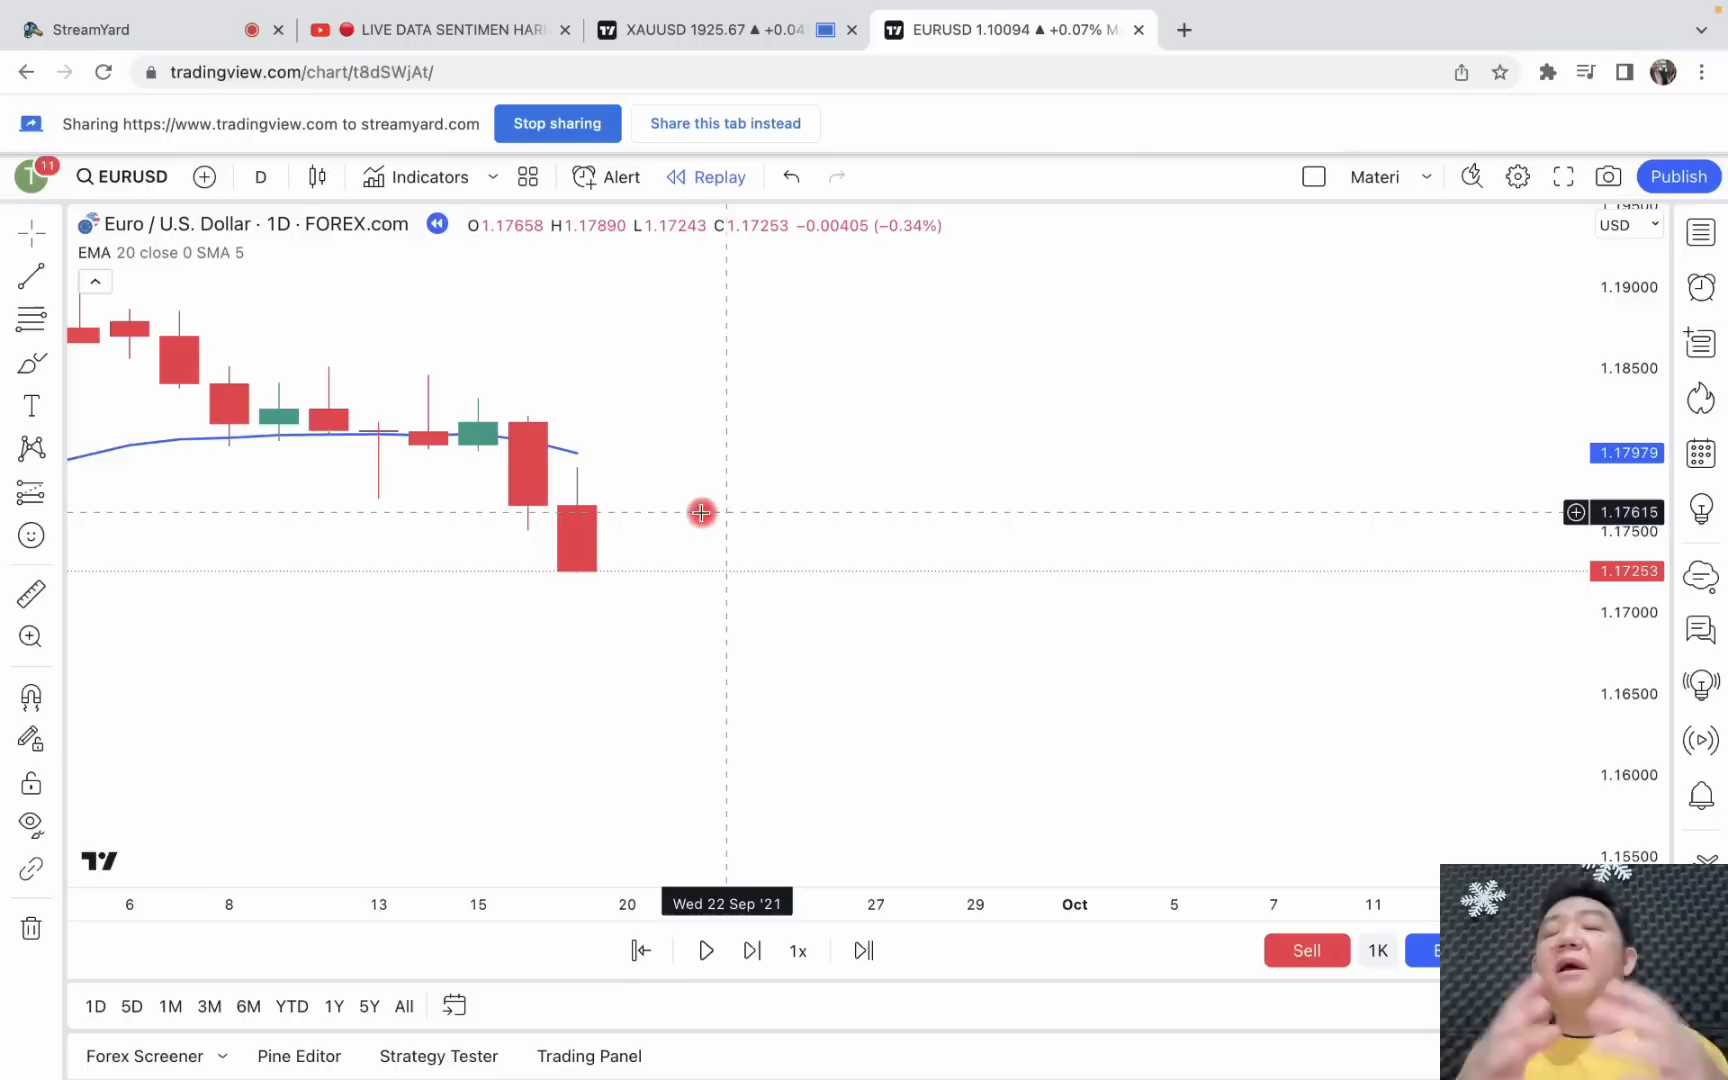 StreamYard
LIVE DATA SENTIMEN HARI
XAUUSD 1925.67 ▲ +0.04
EURUSD 1.10094 ▲ +0.07% M
tradingview.com/chart/t8dSWjAt/
Sharing https://www.tradingview.com to streamyard.com
Stop sharing
Share this tab instead
T
11
EURUSD
D
Indicators
Alert
Replay
Materi
Publish
Euro / U.S. Dollar · 1D · FOREX.com
O1.17658 H1.17890 L1.17243 C1.17253 −0.00405 (−0.34%)
EMA 20 close 0 SMA 5
1.19500
USD
1.19000
1.18500
1.17979
1.17615
1.17500
1.17253
1.17000
1.16500
1.16000
1.15500
6
8
13
15
20
Wed 22 Sep '21
27
29
Oct
5
7
11
1x
Sell
1K
1D
5D
1M
3M
6M
YTD
1Y
5Y
All
Forex Screener
Pine Editor
Strategy Tester
Trading Panel